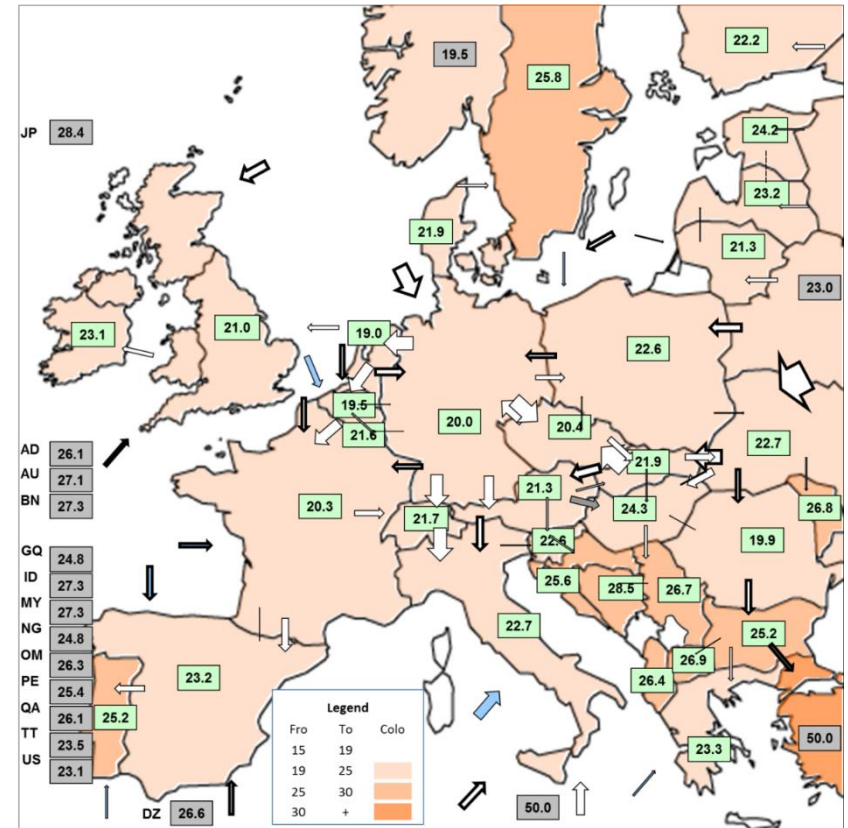 19.5
22.2
25.8
JP 28.4
24.2
23.2
21.9
21.3
23.0
23.1
21.0
19.0
22.6
19.5
20.0
20.4
21.6
22.7
21.9
AD 26.1
AU 27.1
BN 27.3
21.3
20.3
24.3
26.8
21.7
22.6
19.9
GQ 24.8
ID 27.3
MY 27.3
NG 24.8
OM 26.3
PE 25.4
QA 26.1
TT 23.5
US 23.1
25.6
28.5
26.7
22.7
25.2
26.9
26.4
23.2
25.2
23.3
50.0
Legend
Fro To Colo
15 19
19 25
25 30
30 +
DZ 26.6
50.0